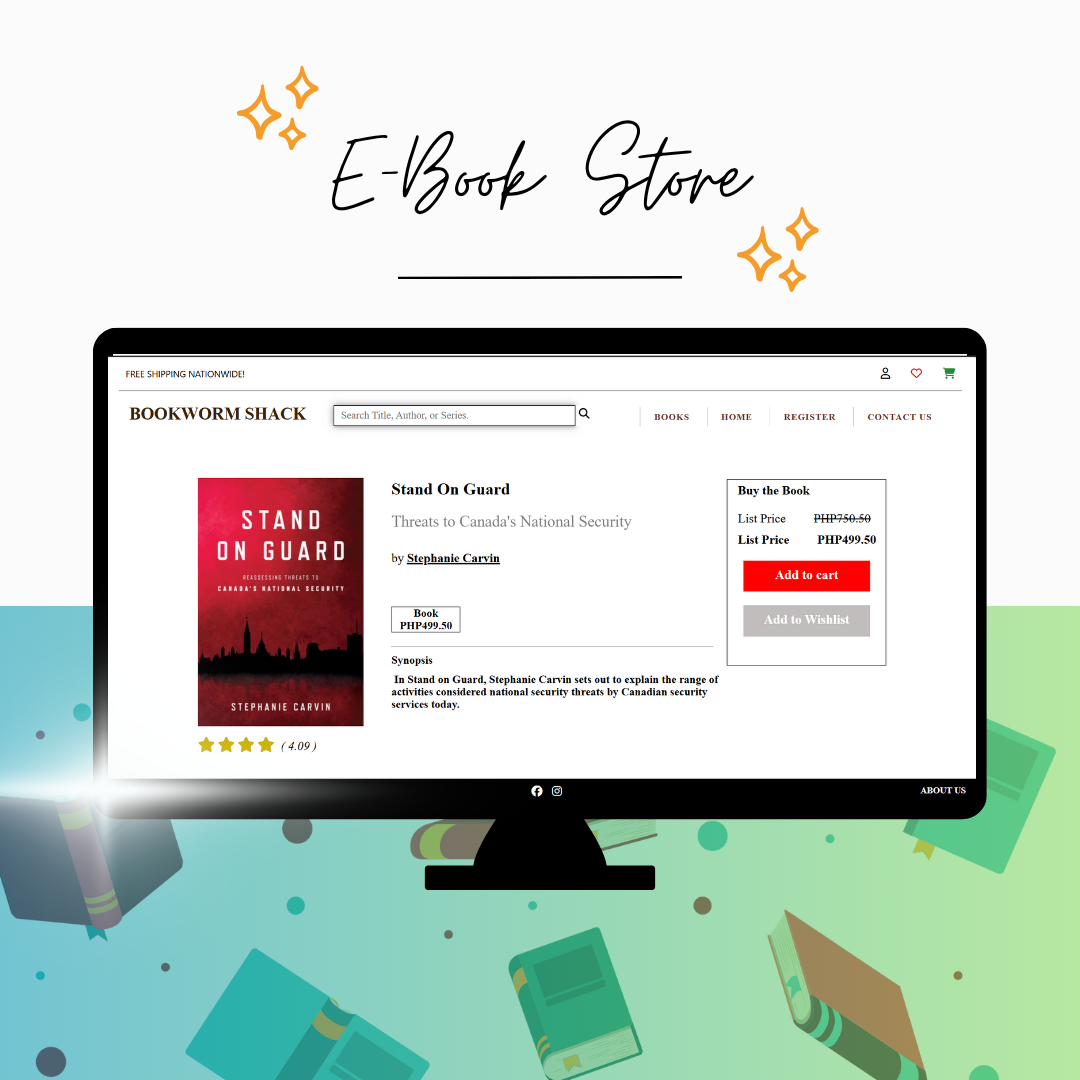 E-Book Store
FREE SHIPPING NATIONWIDE!
BOOKWORM SHACK
Search Title, Author, or Series.
BOOKS
HOME
REGISTER
CONTACT US
STAND
ON GUARD
REASSESSING THREATS TO
CANADA'S NATIONAL SECURITY
STEPHANIE CARVIN
( 4.09 )
Stand On Guard
Threats to Canada's National Security
by Stephanie Carvin
Book
PHP499.50
Synopsis
In Stand on Guard, Stephanie Carvin sets out to explain the range of
activities considered national security threats by Canadian security
services today.
Buy the Book
List Price PHP750.50
List Price PHP499.50
Add to cart
Add to Wishlist
ABOUT US